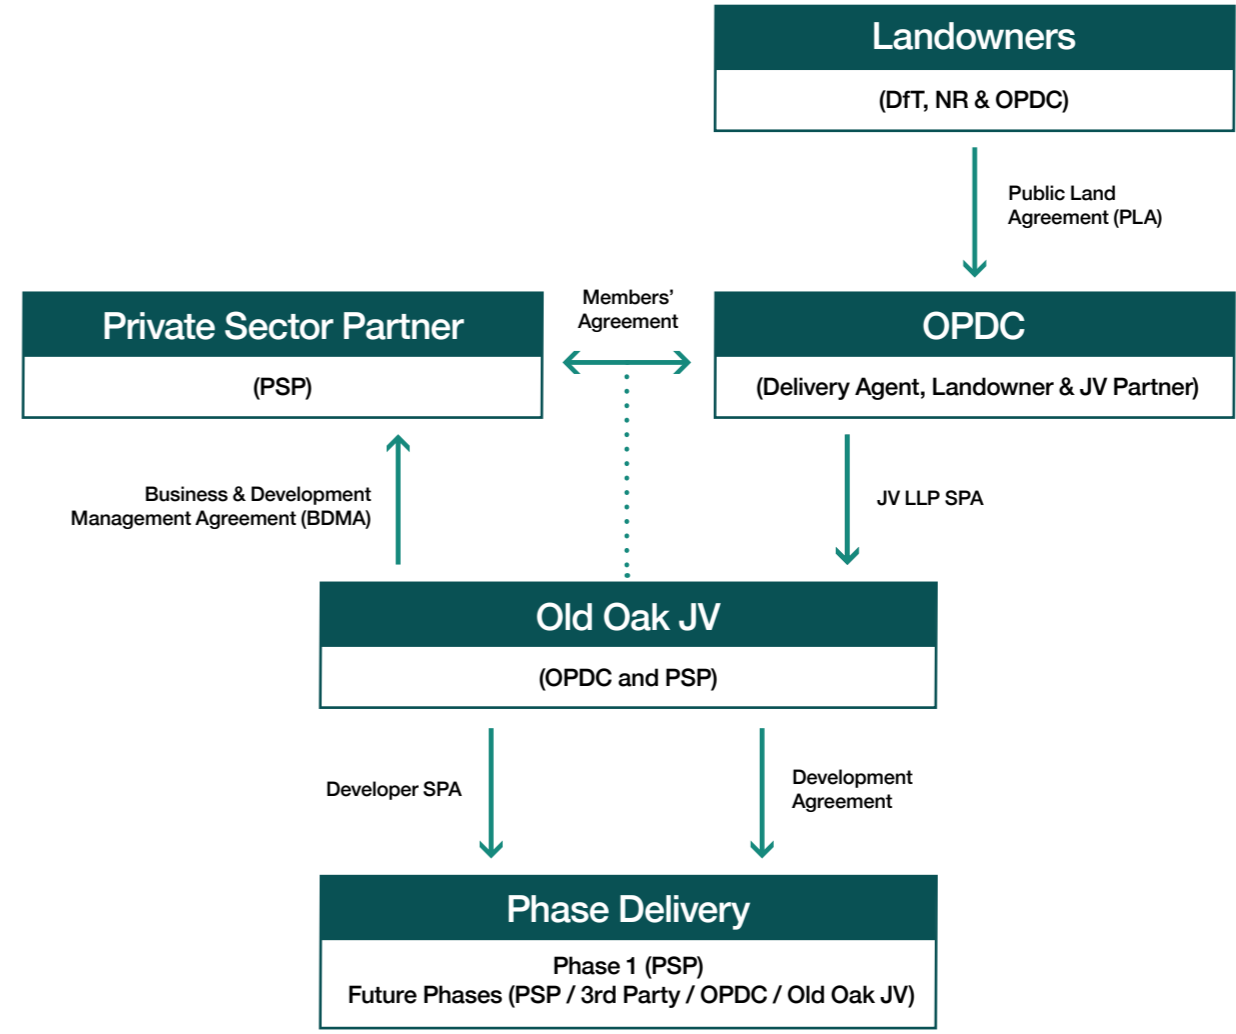 Landowners
(DfT, NR & OPDC)
Public Land
Agreement (PLA)
Private Sector Partner
(PSP)
Members’
Agreement
OPDC
(Delivery Agent, Landowner & JV Partner)
Business & Development
Management Agreement (BDMA)
JV LLP SPA
Old Oak JV
(OPDC and PSP)
Developer SPA
Development
Agreement
Phase Delivery
Phase 1 (PSP)
Future Phases (PSP / 3rd Party / OPDC / Old Oak JV)